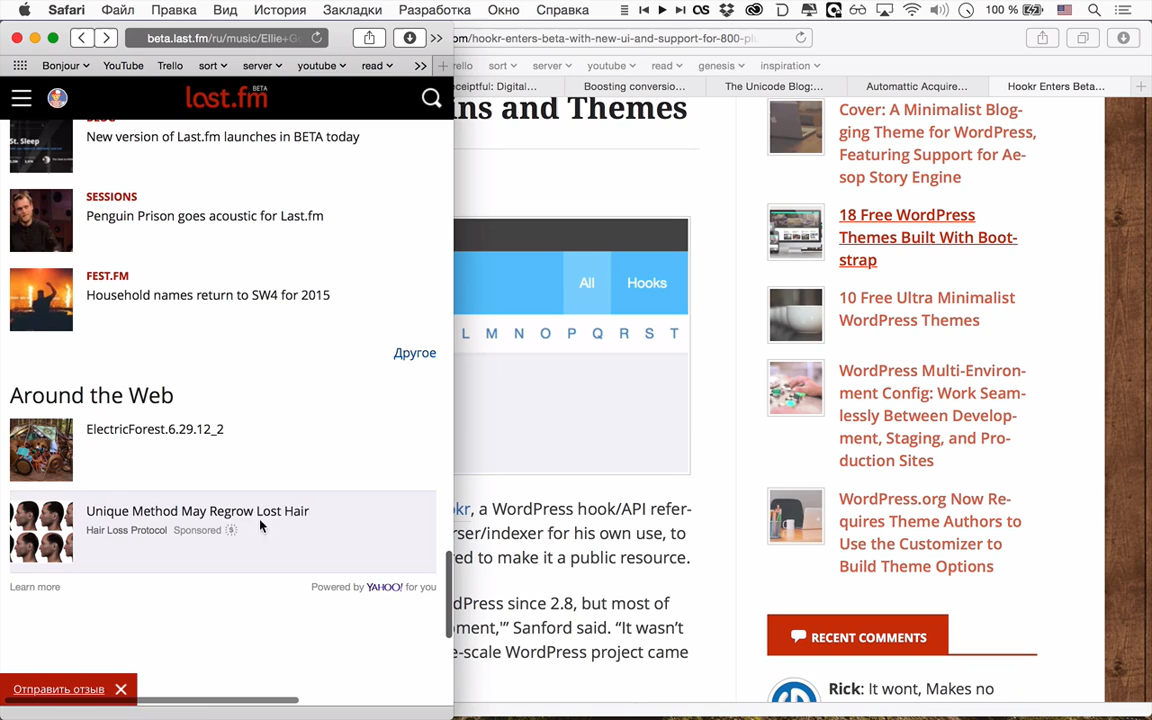 Safari Файл Правка Вид История Закладки Разработка Окно Справка
100 %
beta.last.fm/ru/music/Ellie+G
com/hookr-enters-beta-with-new-ui-and-support-for-800-plu
Bonjour YouTube Trello sort server youtube read
rello sort server youtube read genesis inspiration
ceiptful: Digital... Boosting conversio... The Unicode Blog:... Automattic Acquire... Hookr Enters Beta...
last.fm BETA
BLOG
New version of Last.fm launches in BETA today
SESSIONS
Penguin Prison goes acoustic for Last.fm
FEST.FM
Household names return to SW4 for 2015
Другое
Around the Web
ElectricForest.6.29.12_2
Unique Method May Regrow Lost Hair
Hair Loss Protocol Sponsored $
Learn more Powered by YAHOO! for you
Отправить отзыв
ns and Themes
All Hooks
L M N O P Q R S T
kr, a WordPress hook/API refer-
rser/indexer for his own use, to
ed to make it a public resource.
dPress since 2.8, but most of
ment,'” Sanford said. “It wasn’t
e-scale WordPress project came
Cover: A Minimalist Blog-
ging Theme for WordPress,
Featuring Support for Ae-
sop Story Engine
18 Free WordPress
Themes Built With Boot-
strap
10 Free Ultra Minimalist
WordPress Themes
WordPress Multi-Environ-
ment Config: Work Seam-
lessly Between Develop-
ment, Staging, and Pro-
duction Sites
WordPress.org Now Re-
quires Theme Authors to
Use the Customizer to
Build Theme Options
RECENT COMMENTS
Rick: It wont, Makes no